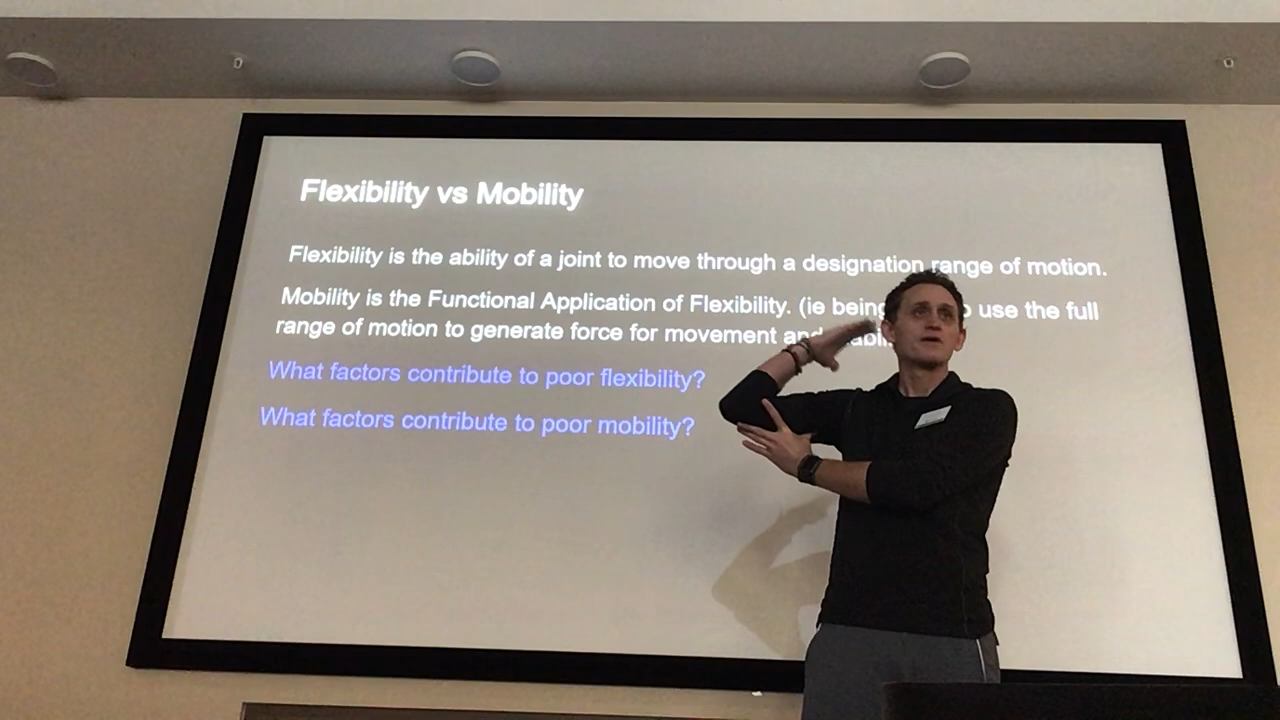 Flexibility vs Mobility
Flexibility is the ability of a joint to move through a designation range of motion.
Mobility is the Functional Application of Flexibility. (ie being use the full
range of motion to generate force for movement
What factors contribute to poor flexibility?
What factors contribute to poor mobility?